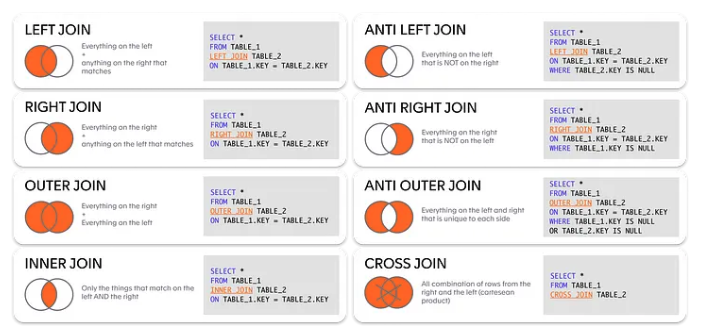 LEFT JOIN
Everything on the left
+
anything on the right that
matches
SELECT *
FROM TABLE_1
LEFT JOIN TABLE_2
ON TABLE_1.KEY = TABLE_2.KEY
ANTI LEFT JOIN
Everything on the left
that is NOT on the right
SELECT *
FROM TABLE_1
LEFT JOIN TABLE_2
ON TABLE_1.KEY = TABLE_2.KEY
WHERE TABLE_2.KEY IS NULL
RIGHT JOIN
Everything on the right
+
anything on the left that matches
SELECT *
FROM TABLE_1
RIGHT JOIN TABLE_2
ON TABLE_1.KEY = TABLE_2.KEY
ANTI RIGHT JOIN
Everything on the right
that is NOT on the left
SELECT *
FROM TABLE_1
RIGHT JOIN TABLE_2
ON TABLE_1.KEY = TABLE_2.KEY
WHERE TABLE_1.KEY IS NULL
OUTER JOIN
Everything on the right
+
Everything on the left
SELECT *
FROM TABLE_1
OUTER JOIN TABLE_2
ON TABLE_1.KEY = TABLE_2.KEY
ANTI OUTER JOIN
Everything on the left and right
that is unique to each side
SELECT *
FROM TABLE_1
OUTER JOIN TABLE_2
ON TABLE_1.KEY = TABLE_2.KEY
WHERE TABLE_1.KEY IS NULL
OR TABLE_2.KEY IS NULL
INNER JOIN
Only the things that match on the
left AND the right
SELECT *
FROM TABLE_1
INNER JOIN TABLE_2
ON TABLE_1.KEY = TABLE_2.KEY
CROSS JOIN
All combination of rows from the
right and the left (cartesean
product)
SELECT *
FROM TABLE_1
CROSS JOIN TABLE_2